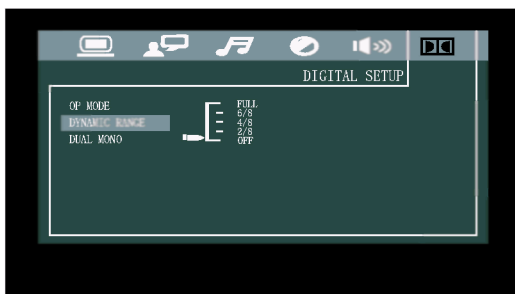 DIGITAL SETUP
OP MODE
DYNAMIC RANGE
DUAL MONO
FULL
6/8
4/8
2/8
OFF